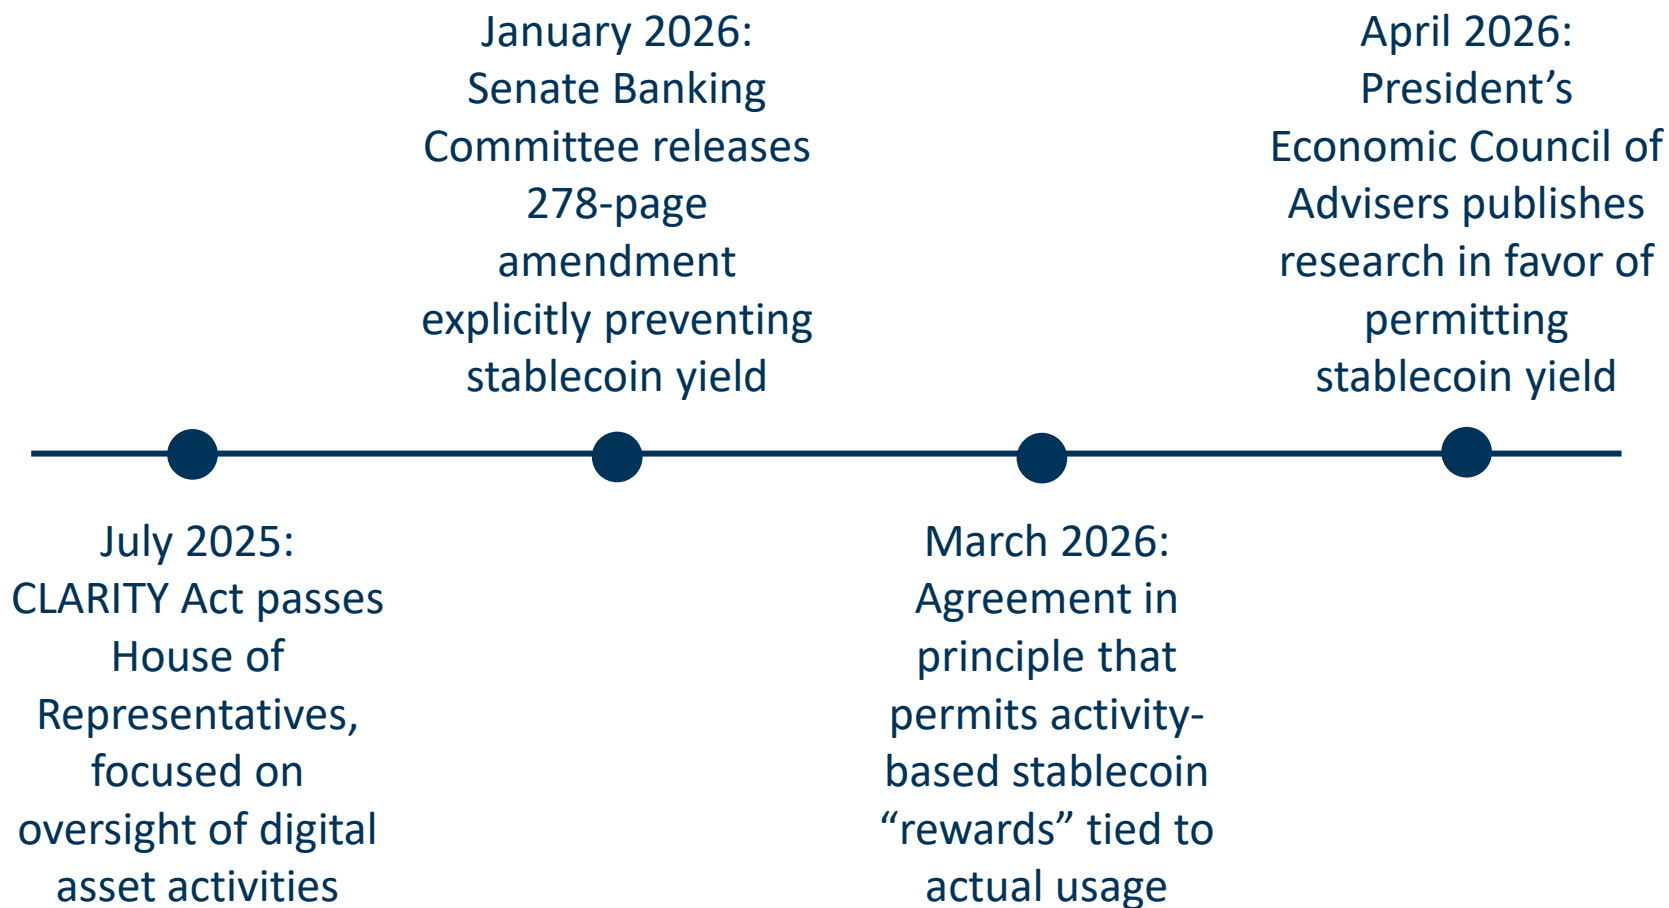 January 2026:
Senate Banking
Committee releases
278-page
amendment
explicitly preventing
stablecoin yield
April 2026:
President’s
Economic Council of
Advisers publishes
research in favor of
permitting
stablecoin yield
July 2025:
CLARITY Act passes
House of
Representatives,
focused on
oversight of digital
asset activities
March 2026:
Agreement in
principle that
permits activity-
based stablecoin
“rewards” tied to
actual usage